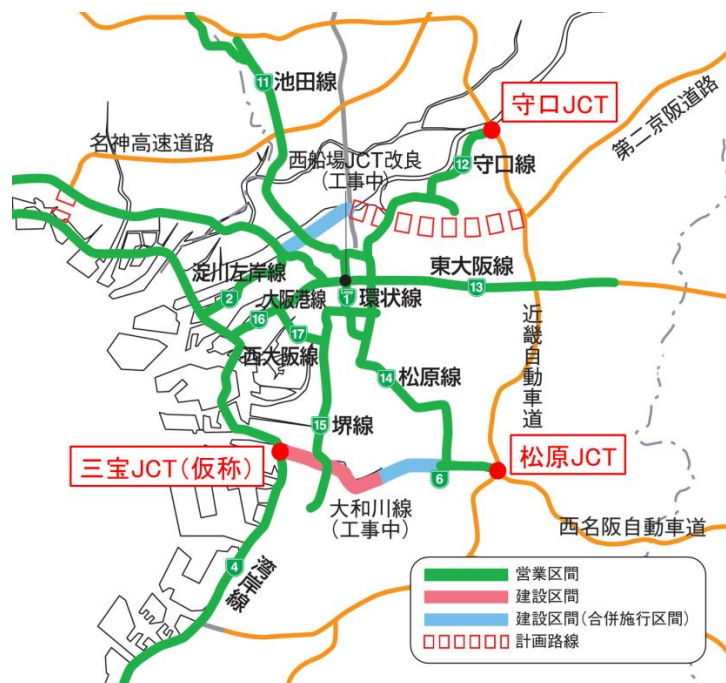 11
池田線
守口JCT
名神高速道路
西船場JCT改良
(工事中)
12
守口線
第二京阪道路
淀川左岸線
2
大阪港線
16
1
環状線
東大阪線
13
17
西大阪線
近畿自動車道
14
松原線
15
堺線
三宝JCT(仮称)
松原JCT
6
大和川線
(工事中)
西名阪自動車道
4
湾岸線
営業区間
建設区間
建設区間(合併施行区間)
計画路線